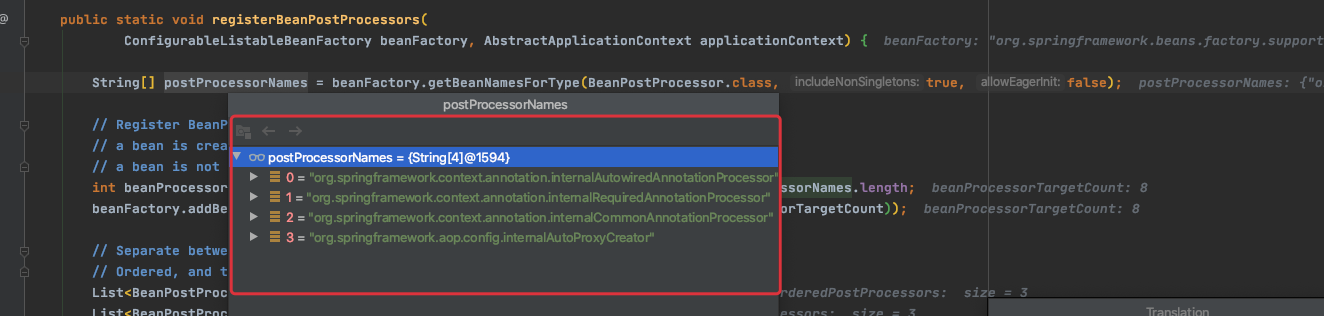 @
public static void registerBeanPostProcessors(
ConfigurableListableBeanFactory beanFactory, AbstractApplicationContext applicationContext) { beanFactory: "org.springframework.beans.factory.support
String[] postProcessorNames = beanFactory.getBeanNamesForType(BeanPostProcessor.class, includeNonSingletons: true, allowEagerInit: false); postProcessorNames: {"o
postProcessorNames
// Register BeanP
// a bean is crea
// a bean is not
postProcessorNames = {String[4]@1594}
0 = "org.springframework.context.annotation.internalAutowiredAnnotationProcessor"
int beanProcessor
1 = "org.springframework.context.annotation.internalRequiredAnnotationProcessor"
ssorNames.length; beanProcessorTargetCount: 8
beanFactory.addBe
2 = "org.springframework.context.annotation.internalCommonAnnotationProcessor"
orTargetCount)); beanProcessorTargetCount: 8
3 = "org.springframework.aop.config.internalAutoProxyCreator"
// Separate betwe
// Ordered, and t
List<BeanPostProc
rderedPostProcessors: size = 3
List<BeanPostProc
ssors: size = 3
Translation